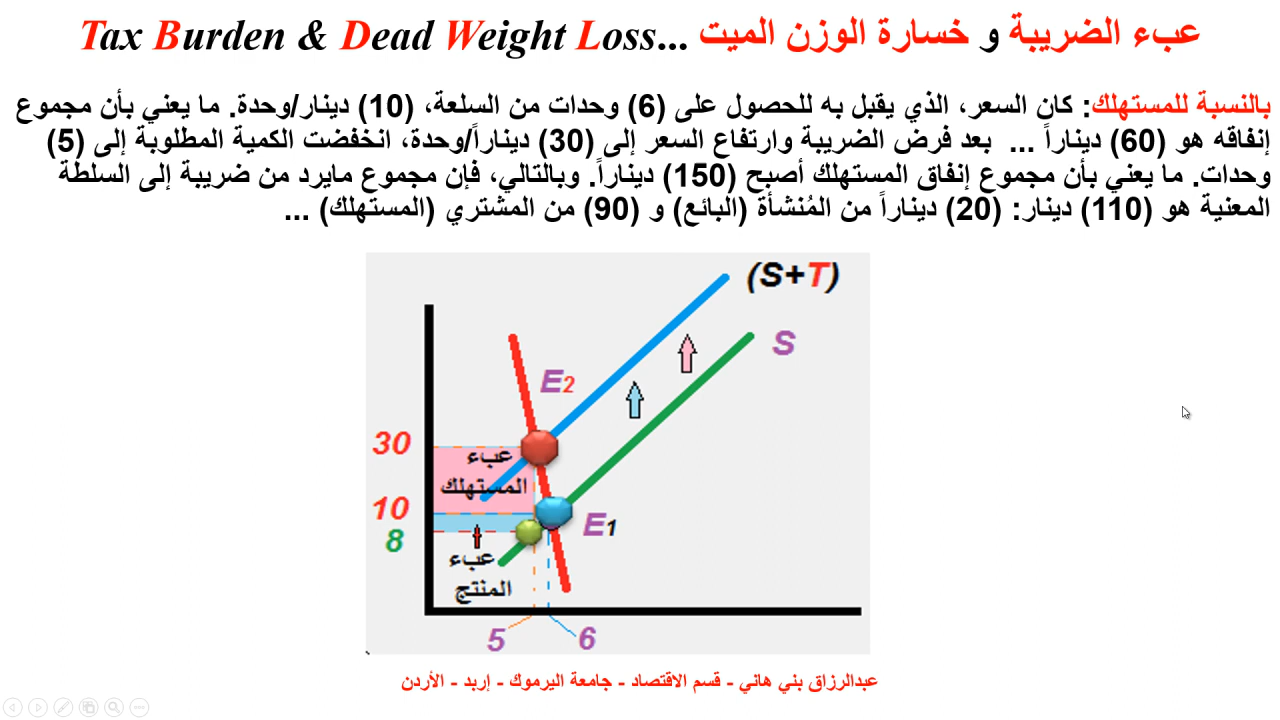 عبء الضريبة و خسارة الوزن الميت ...Tax Burden & Dead Weight Loss
بالنسبة للمستهلك: كان السعر، الذي يقبل به للحصول على (6) وحدات من السلعة، (10) دينار/وحدة. ما يعني بأن مجموع
إنفاقه هو (60) ديناراً ... بعد فرض الضريبة وارتفاع السعر إلى (30) ديناراً/وحدة، انخفضت الكمية المطلوبة إلى (5)
وحدات. ما يعني بأن مجموع إنفاق المستهلك أصبح (150) ديناراً. وبالتالي، فإن مجموع مايرد من ضريبة إلى السلطة
المعنية هو (110) دينار: (20) ديناراً من المُنشأة (البائع) و (90) من المشتري (المستهلك) ...
(S+T)
S
E2
30
عبء
المستهلك
10
E1
8
عبء
المنتج
5
6
عبدالرزاق بني هاني - قسم الاقتصاد - جامعة اليرموك - إربد - الأردن